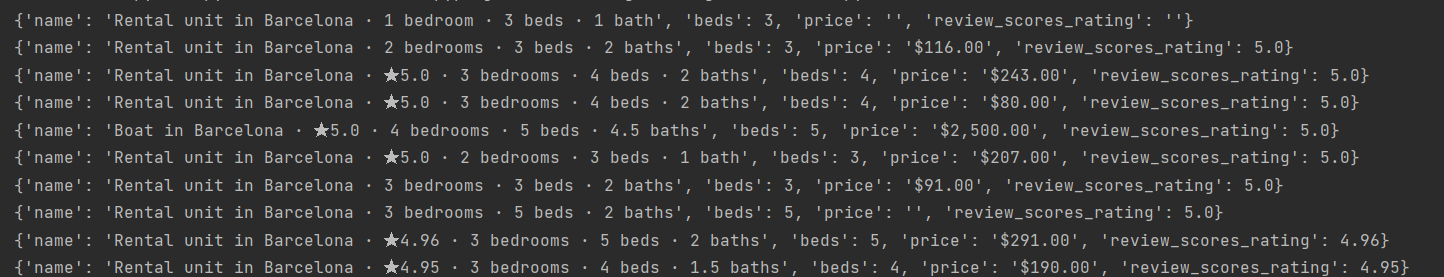 {'name': 'Rental unit in Barcelona · 1 bedroom · 3 beds · 1 bath', 'beds': 3, 'price': '', 'review_scores_rating': ''}
{'name': 'Rental unit in Barcelona · 2 bedrooms · 3 beds · 2 baths', 'beds': 3, 'price': '$116.00', 'review_scores_rating': 5.0}
{'name': 'Rental unit in Barcelona · ★5.0 · 3 bedrooms · 4 beds · 2 baths', 'beds': 4, 'price': '$243.00', 'review_scores_rating': 5.0}
{'name': 'Rental unit in Barcelona · ★5.0 · 3 bedrooms · 4 beds · 2 baths', 'beds': 4, 'price': '$80.00', 'review_scores_rating': 5.0}
{'name': 'Boat in Barcelona · ★5.0 · 4 bedrooms · 5 beds · 4.5 baths', 'beds': 5, 'price': '$2,500.00', 'review_scores_rating': 5.0}
{'name': 'Rental unit in Barcelona · ★5.0 · 2 bedrooms · 3 beds · 1 bath', 'beds': 3, 'price': '$207.00', 'review_scores_rating': 5.0}
{'name': 'Rental unit in Barcelona · 3 bedrooms · 3 beds · 2 baths', 'beds': 3, 'price': '$91.00', 'review_scores_rating': 5.0}
{'name': 'Rental unit in Barcelona · 3 bedrooms · 5 beds · 2 baths', 'beds': 5, 'price': '', 'review_scores_rating': 5.0}
{'name': 'Rental unit in Barcelona · ★4.96 · 3 bedrooms · 5 beds · 2 baths', 'beds': 5, 'price': '$291.00', 'review_scores_rating': 4.96}
{'name': 'Rental unit in Barcelona · ★4.95 · 3 bedrooms · 4 beds · 1.5 baths', 'beds': 4, 'price': '$190.00', 'review_scores_rating': 4.95}